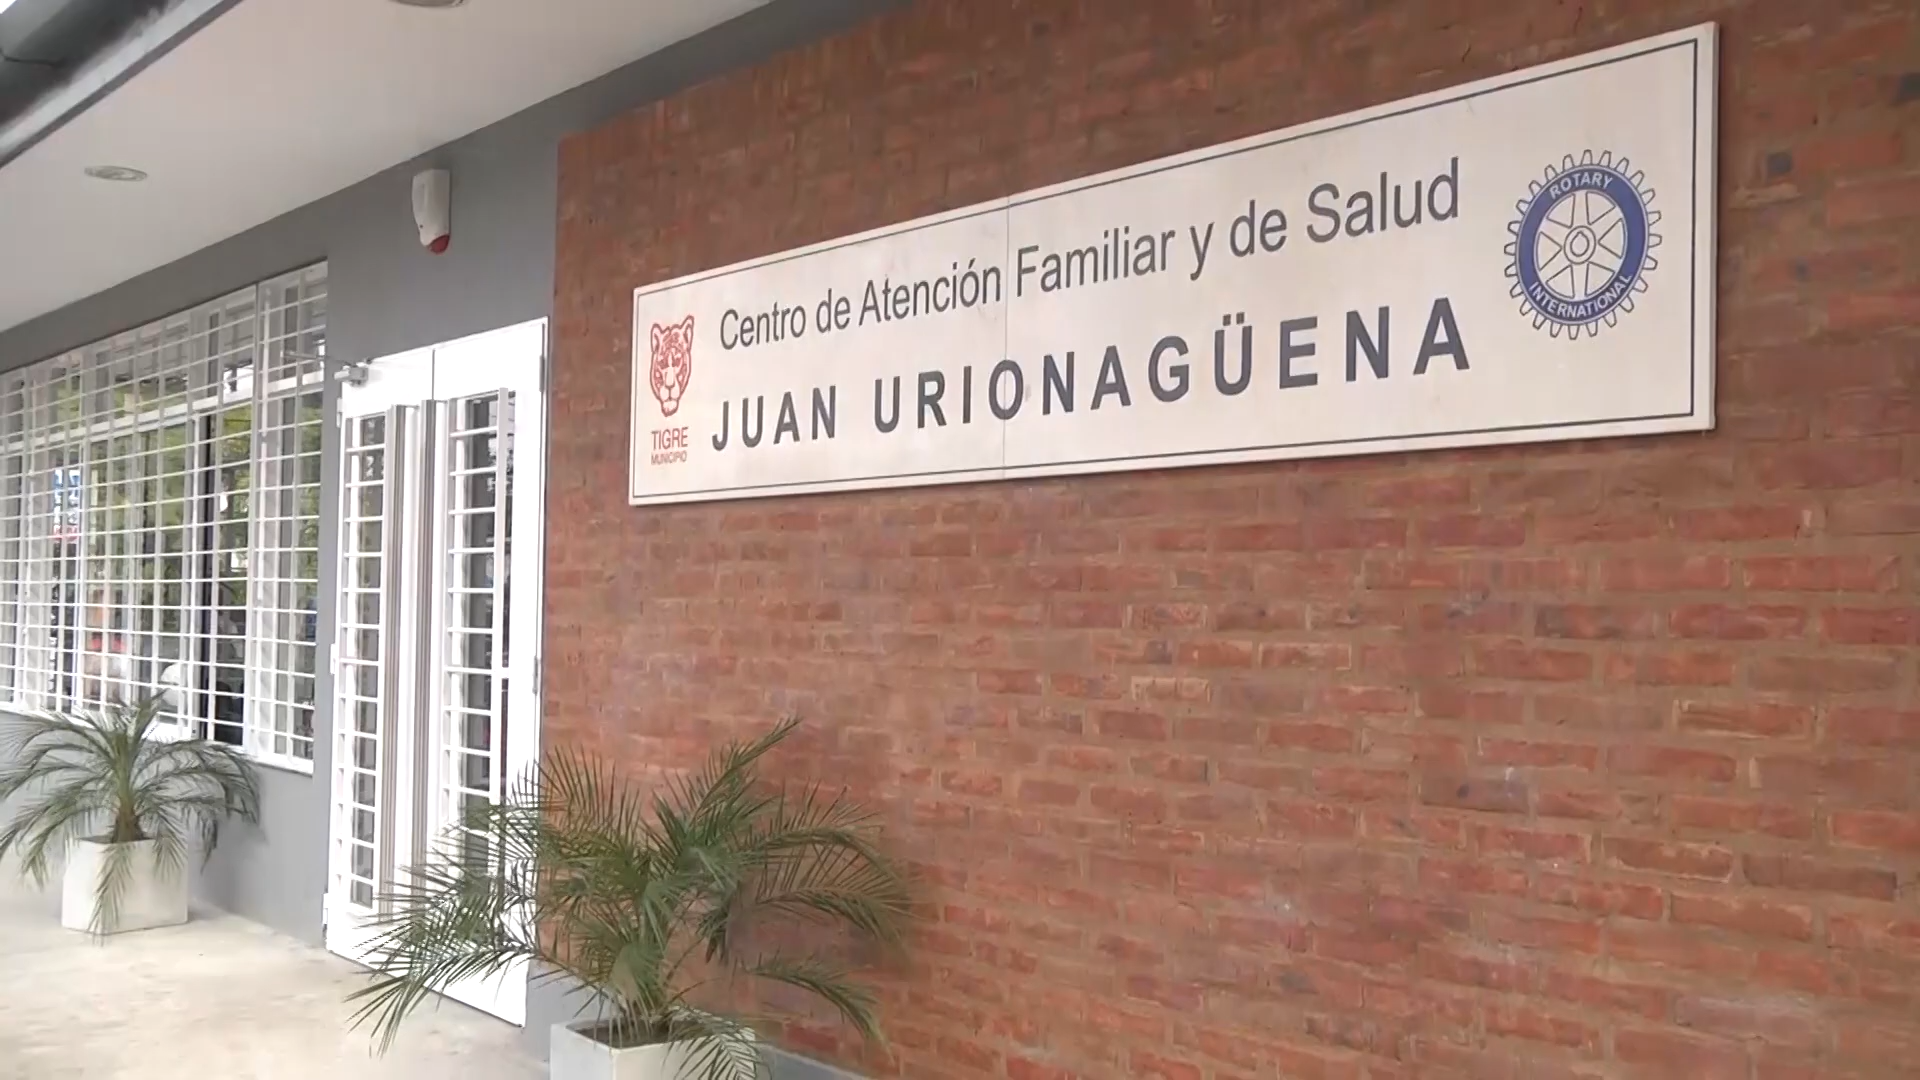 Centro de Atención Familiar y de Salud
JUAN URIONAGÜENA
TIGRE
MUNICIPIO
ROTARY
INTERNATIONAL